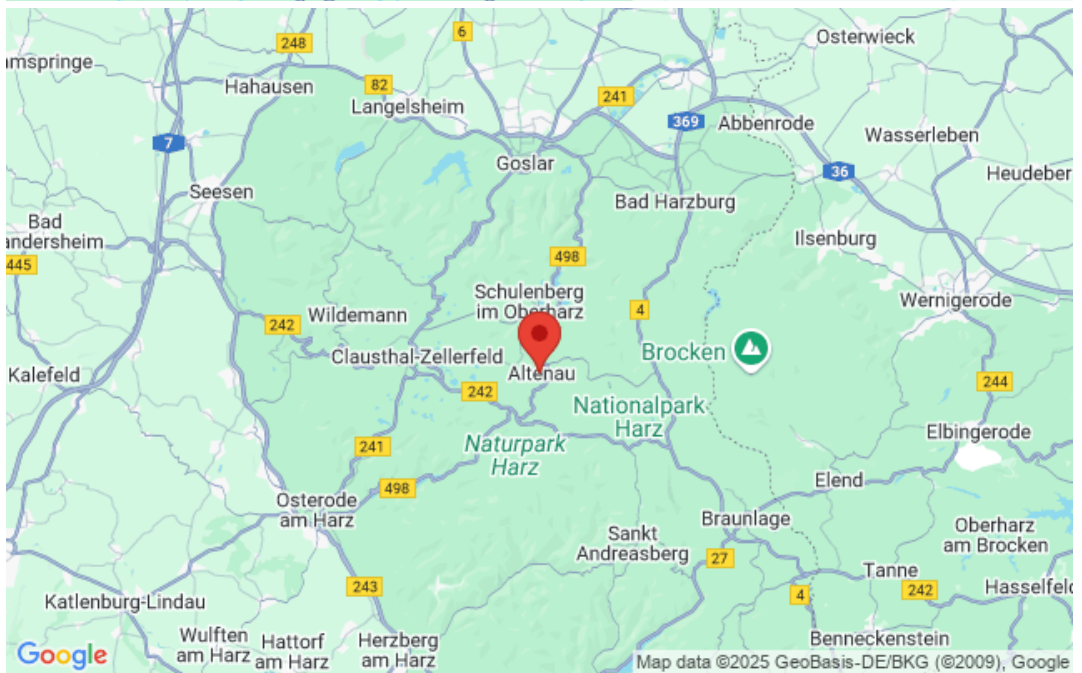 248
6
Osterwieck
Hahausen
82
Langelsheim
241
369
Abbenrode
7
Wasserleben
Goslar
36
Heudeber
Seesen
Bad Harzburg
Bad
andersheim
445
Ilsenburg
498
Schulenberg
im Oberharz
4
Wernigerode
242
Wildemann
Clausthal-Zellerfeld
Brocken
Kalefeld
Altenau
242
244
Nationalpark
Harz
Naturpark
Harz
241
Elbingerode
498
Elend
Osterode
am Harz
Braunlage
Sankt
Andreasberg
Oberharz
am Brocken
27
Tanne
243
4
242
Hasselfeld
Katlenburg-Lindau
Wulften
am Harz
Hattorf
am Harz
Herzberg
am Harz
Benneckenstein
Google
Map data ©2025 GeoBasis-DE/BKG (©2009), Google